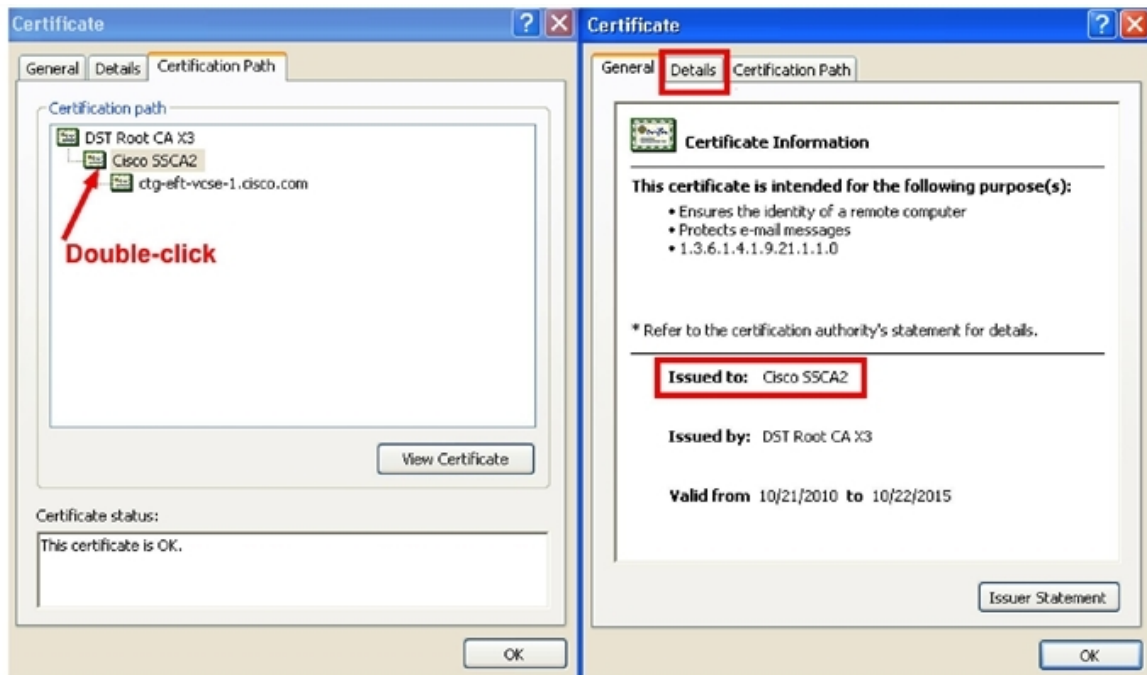 Certificate
General Details Certification Path
Certification path
DST Root CA X3
Cisco SSCA2
ctg-eft-vcse-1.cisco.com
Double-click
View Certificate
Certificate status:
This certificate is OK.
OK
Certificate
General Details Certification Path
Certificate Information
This certificate is intended for the following purpose(s):
• Ensures the identity of a remote computer
• Protects e-mail messages
• 1.3.6.1.4.1.9.21.1.1.0
* Refer to the certification authority's statement for details.
Issued to: Cisco SSCA2
Issued by: DST Root CA X3
Valid from 10/21/2010 to 10/22/2015
Issuer Statement
OK